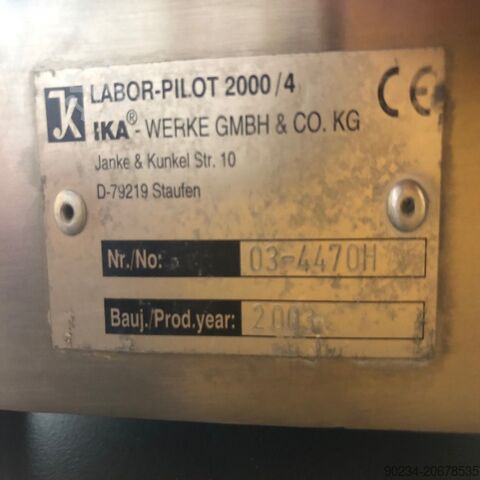 LABOR-PILOT 2000/4
IKA®-WERKE GMBH & CO. KG
Janke & Kunkel Str. 10
D-79219 Staufen
CE
Nr./No: 03-4470H
Bauj./Prod.year: 2003
90234-20678535